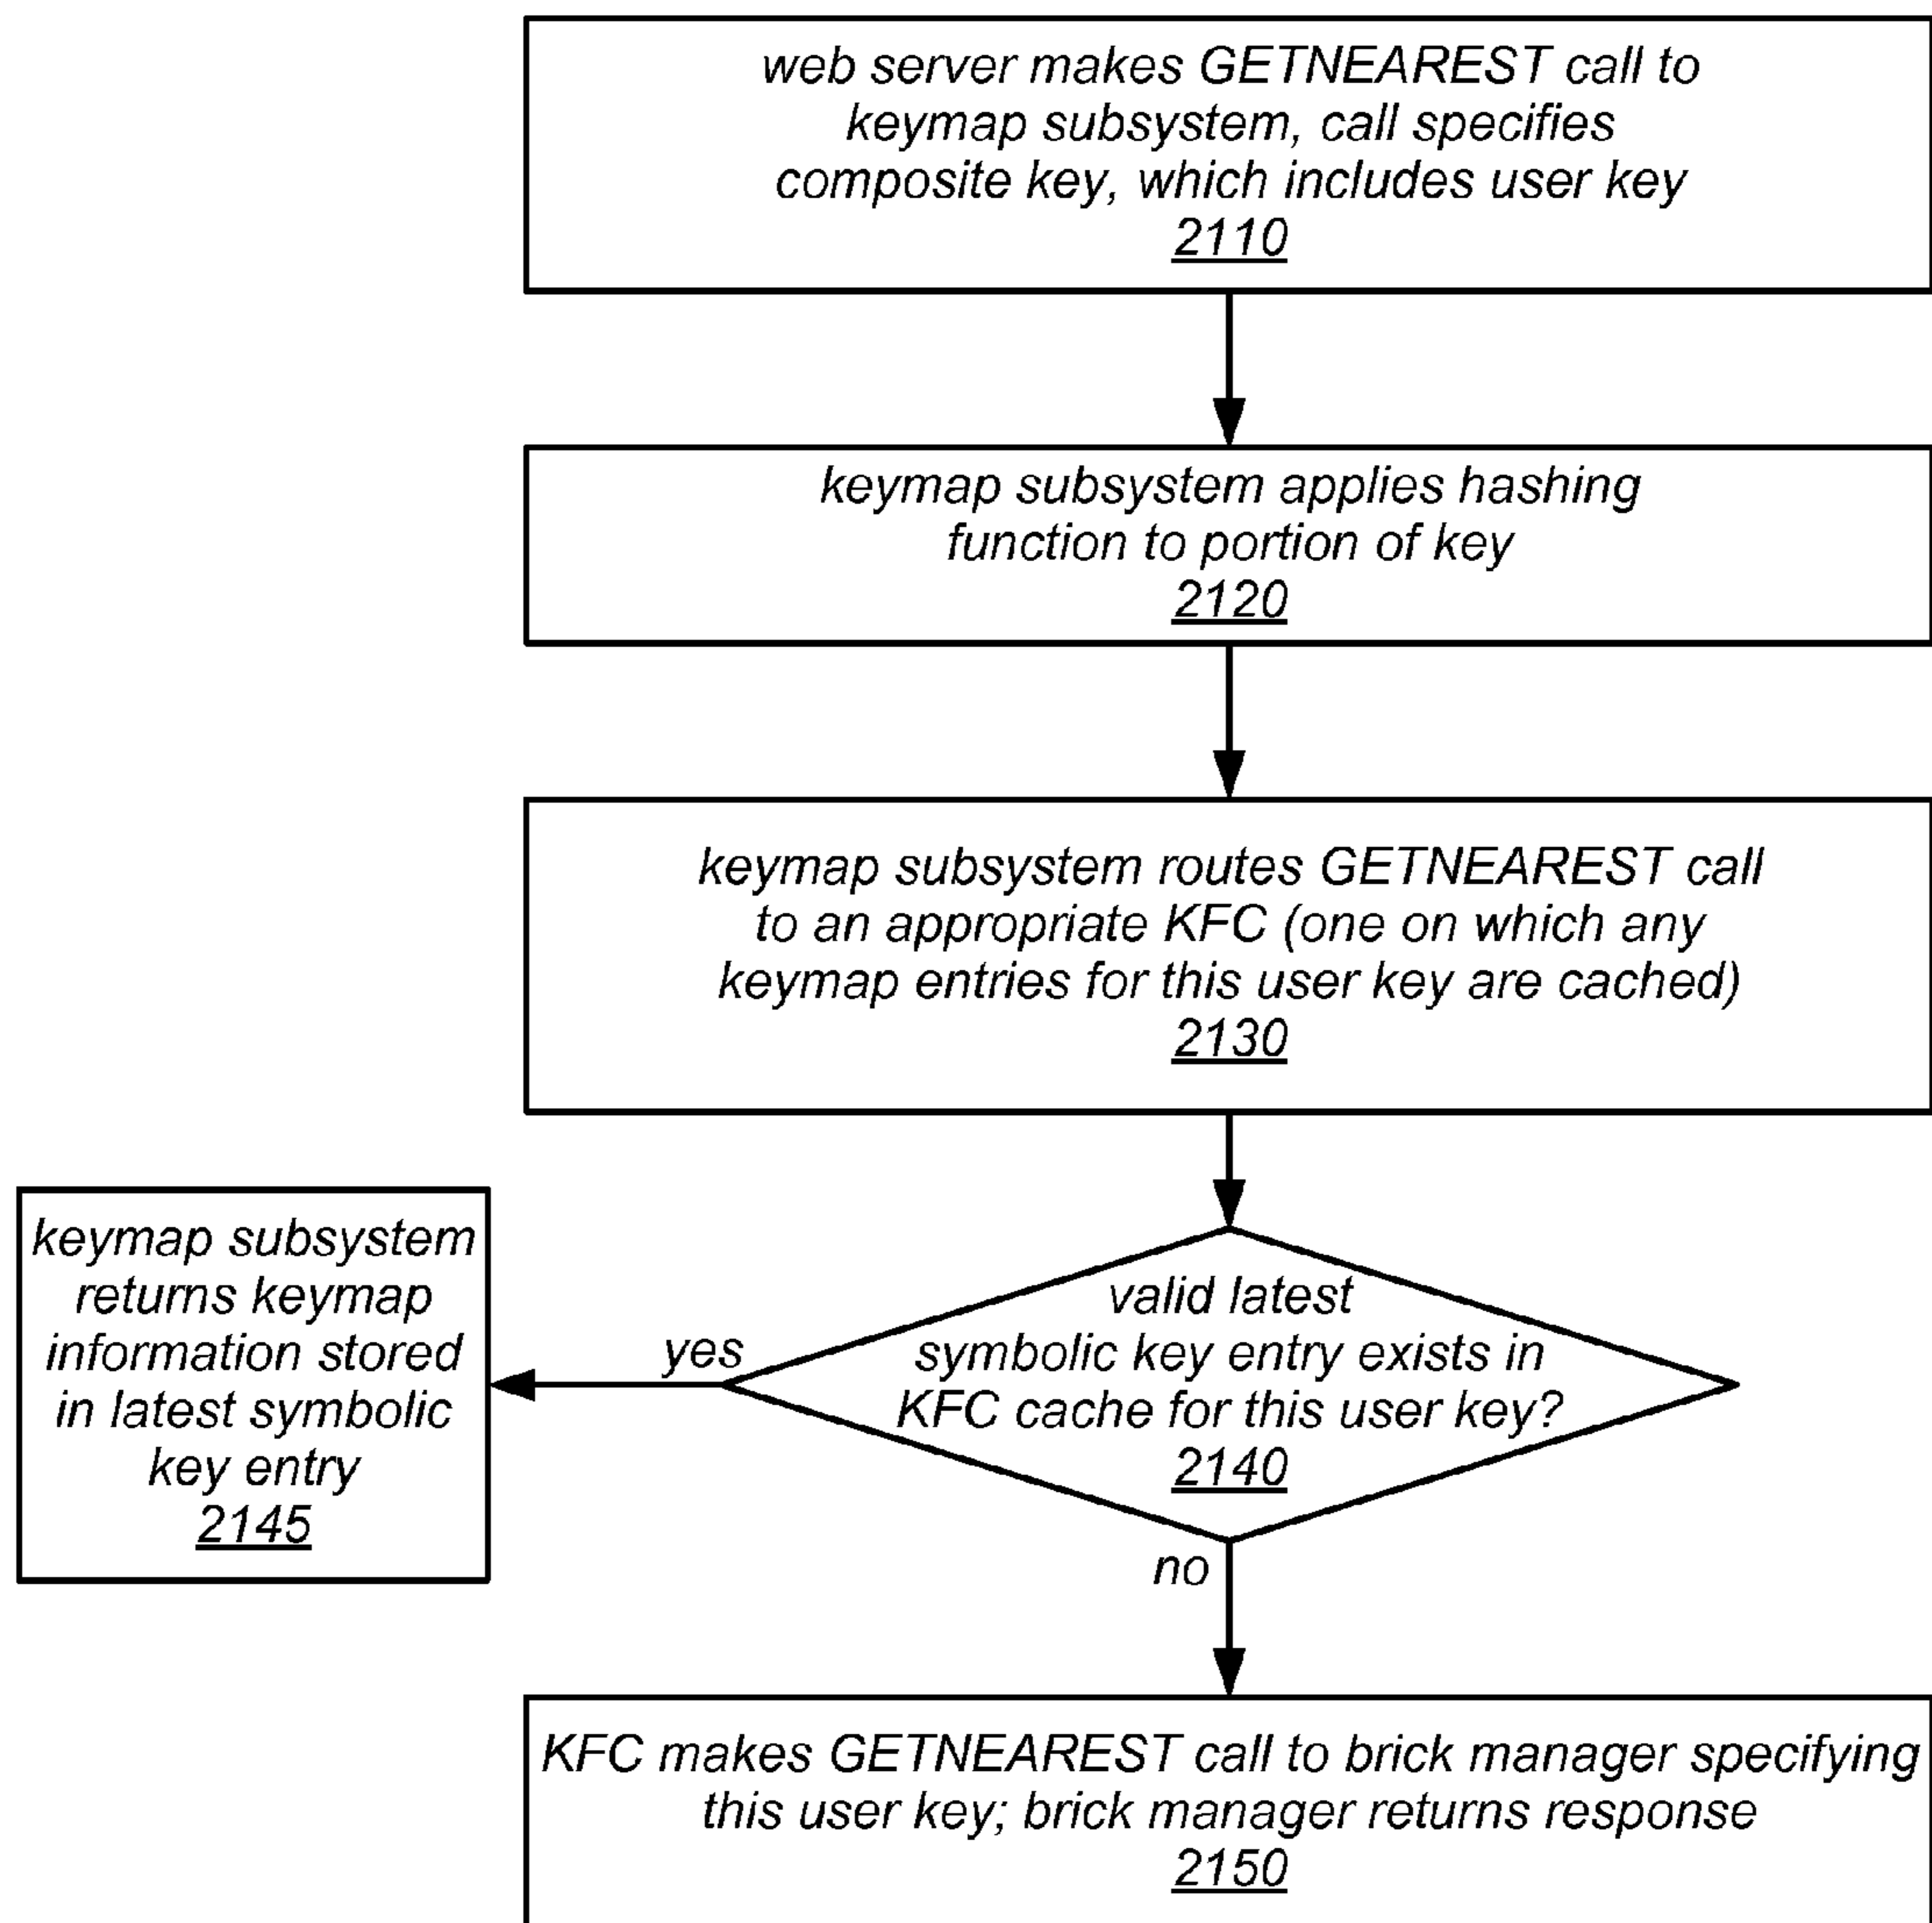 web server makes GETNEAREST call to
keymap subsystem, call specifies
composite key, which includes user key
2110
keymap subsystem applies hashing
function to portion of key
2120
keymap subsystem routes GETNEAREST call
to an appropriate KFC (one on which any
keymap entries for this user key are cached)
2130
valid latest
symbolic key entry exists in
KFC cache for this user key?
2140
yes
keymap subsystem
returns keymap
information stored
in latest symbolic
key entry
2145
no
KFC makes GETNEAREST call to brick manager specifying
this user key; brick manager returns response
2150